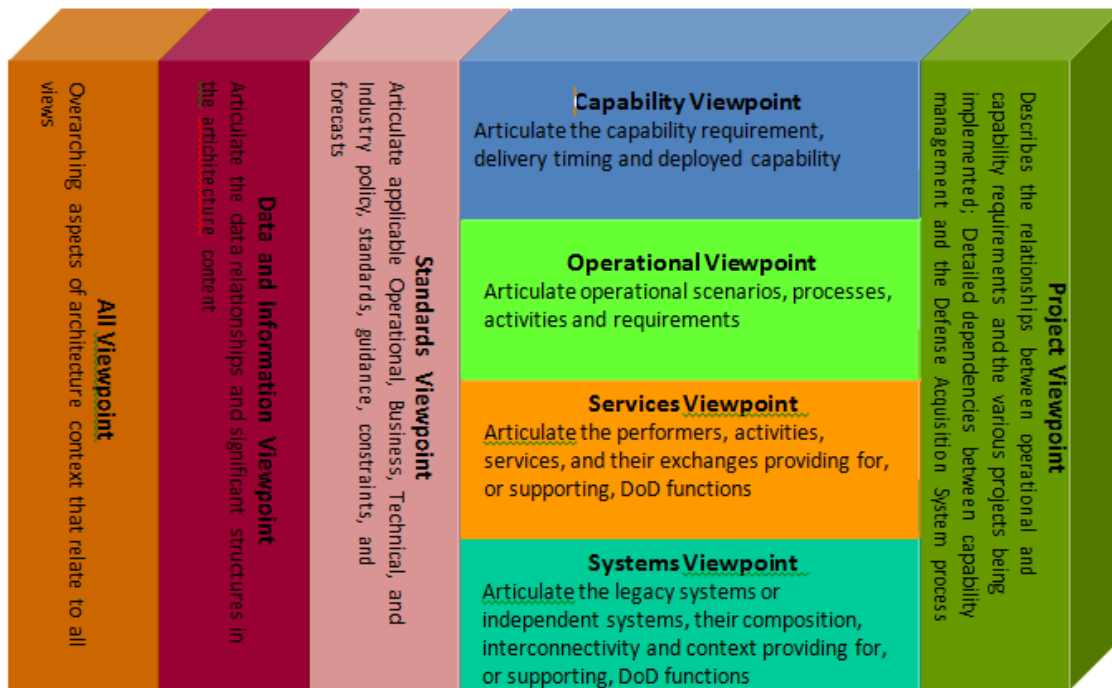 All Viewpoint
Overarching aspects of architecture context that relate to all
views
Data and Information Viewpoint
Articulate the data relationships and significant structures in
the artichitecture content
Standards Viewpoint
Articulate applicable Operational, Business, Technical, and
Industry policy, standards, guidance, constraints, and
forecasts
Capability Viewpoint
Articulate the capability requirement,
delivery timing and deployed capability
Operational Viewpoint
Articulate operational scenarios, processes,
activities and requirements
Services Viewpoint
Articulate the performers, activities,
services, and their exchanges providing for,
or supporting, DoD functions
Systems Viewpoint
Articulate the legacy systems or
independent systems, their composition,
interconnectivity and context providing for,
or supporting, DoD functions
Project Viewpoint
Describes the relationships between operational and
capability requirements and the various projects being
implemented; Detailed dependencies between capability
management and the Defense Acquisition System process